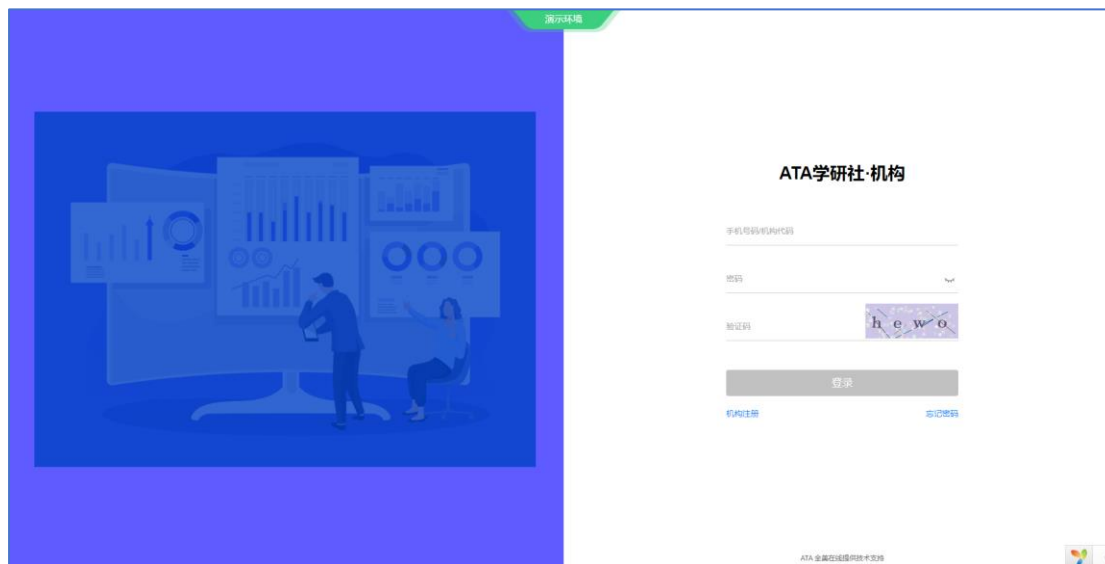 演示环境
ATA学研社·机构
手机号码/机构代码
密码
验证码
h e w o
登录
机构注册
忘记密码
ATA 全美在线提供技术支持